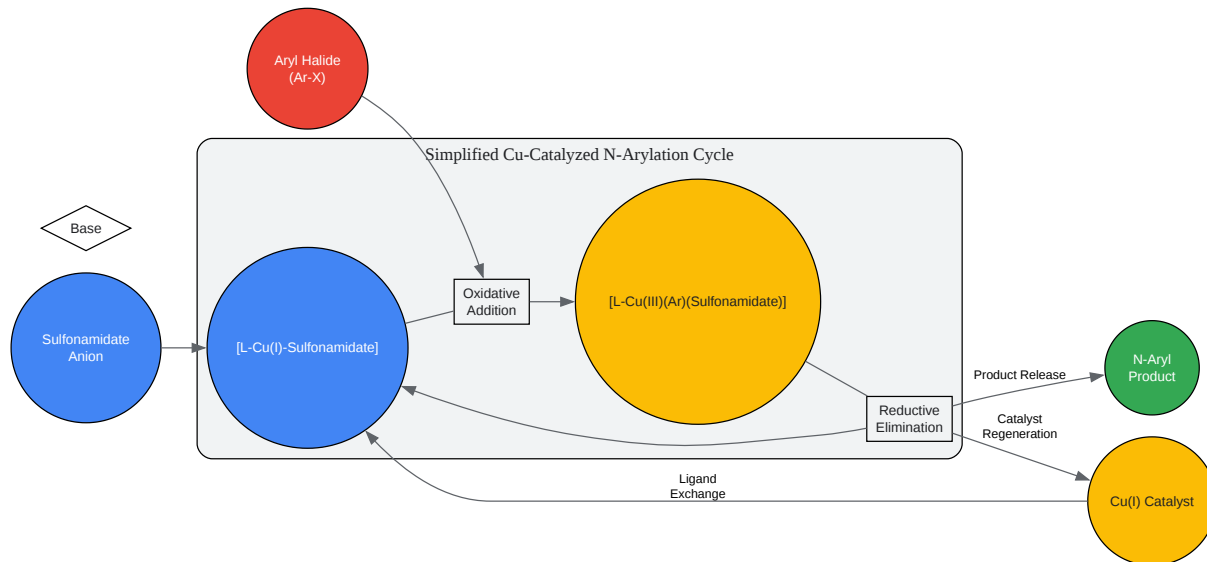 Aryl Halide
(Ar-X)
Simplified Cu-Catalyzed N-Arylation Cycle
Base
Sulfonamidate
Anion
[L-Cu(I)-Sulfonamidate]
Oxidative
Addition
[L-Cu(III)(Ar)(Sulfonamidate)]
Reductive
Elimination
Product Release
N-Aryl
Product
Catalyst
Regeneration
Cu(I) Catalyst
Ligand
Exchange